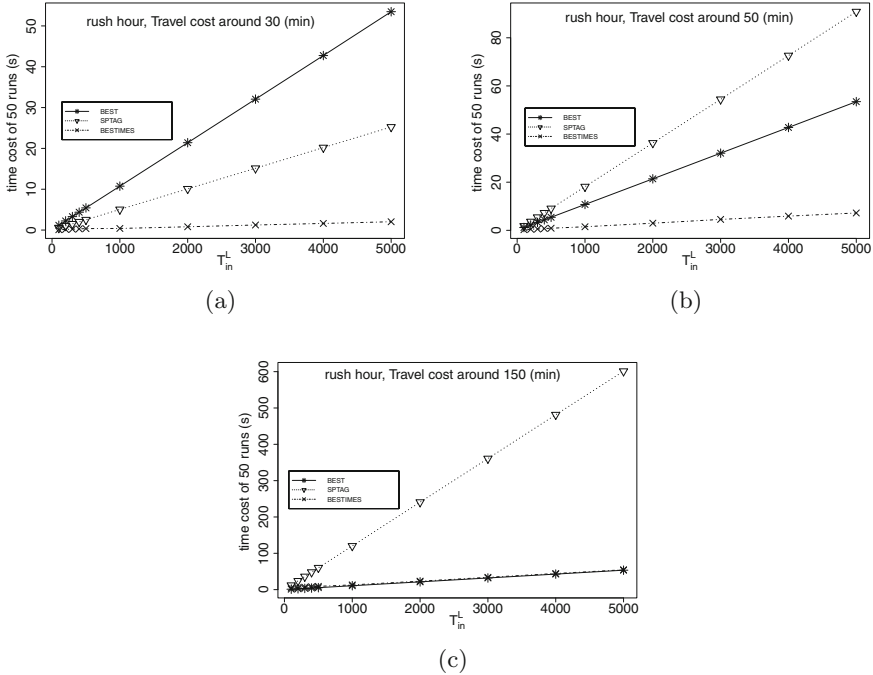 rush hour, Travel cost around 30 (min)
time cost of 50 runs (s)
0 10 20 30 40 50
BEST
SPTAG
BESTIMES
0 1000 2000 3000 4000 5000
T_in^L
(a)
rush hour, Travel cost around 50 (min)
time cost of 50 runs (s)
0 20 40 60 80
BEST
SPTAG
BESTIMES
0 1000 2000 3000 4000 5000
T_in^L
(b)
rush hour, Travel cost around 150 (min)
time cost of 50 runs (s)
0 100 200 300 400 500 600
BEST
SPTAG
BESTIMES
0 1000 2000 3000 4000 5000
T_in^L
(c)